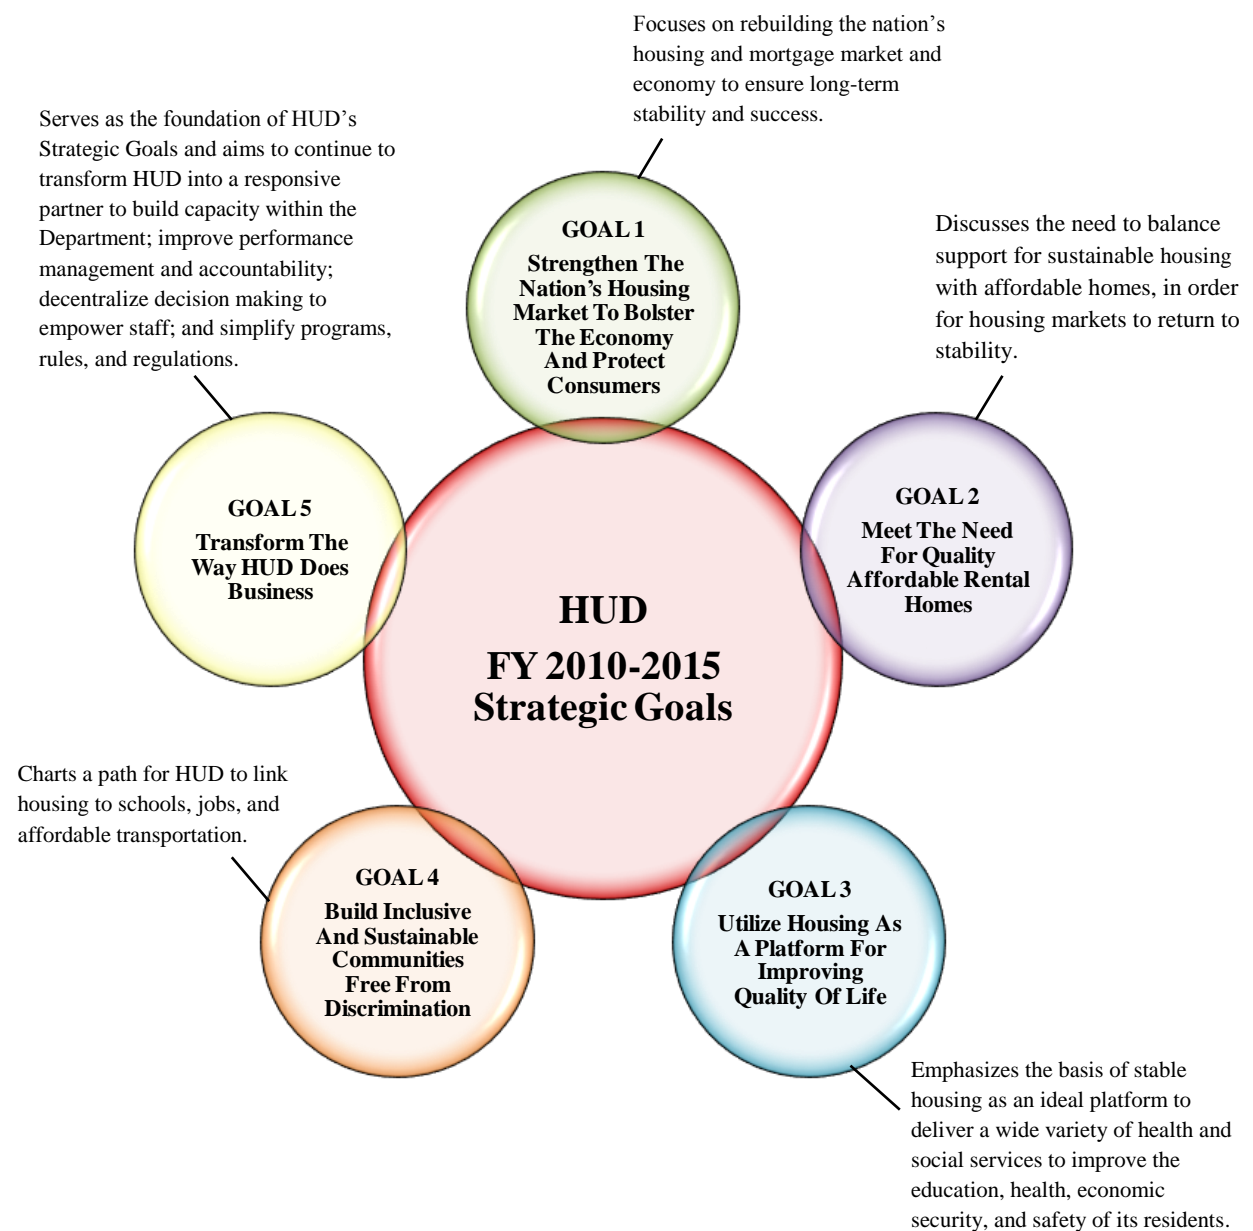 Focuses on rebuilding the nation’s
housing and mortgage market and
economy to ensure long-term
stability and success.
Serves as the foundation of HUD’s
Strategic Goals and aims to continue to
transform HUD into a responsive
partner to build capacity within the
Department; improve performance
management and accountability;
decentralize decision making to
empower staff; and simplify programs,
rules, and regulations.
GOAL 1
Strengthen The
Nation’s Housing
Market To Bolster
The Economy
And Protect
Consumers
Discusses the need to balance
support for sustainable housing
with affordable homes, in order
for housing markets to return to
stability.
GOAL 5
Transform The
Way HUD Does
Business
GOAL 2
Meet The Need
For Quality
Affordable Rental
Homes
HUD
FY 2010-2015
Strategic Goals
Charts a path for HUD to link
housing to schools, jobs, and
affordable transportation.
GOAL 4
Build Inclusive
And Sustainable
Communities
Free From
Discrimination
GOAL 3
Utilize Housing As
A Platform For
Improving
Quality Of Life
Emphasizes the basis of stable
housing as an ideal platform to
deliver a wide variety of health and
social services to improve the
education, health, economic
security, and safety of its residents.